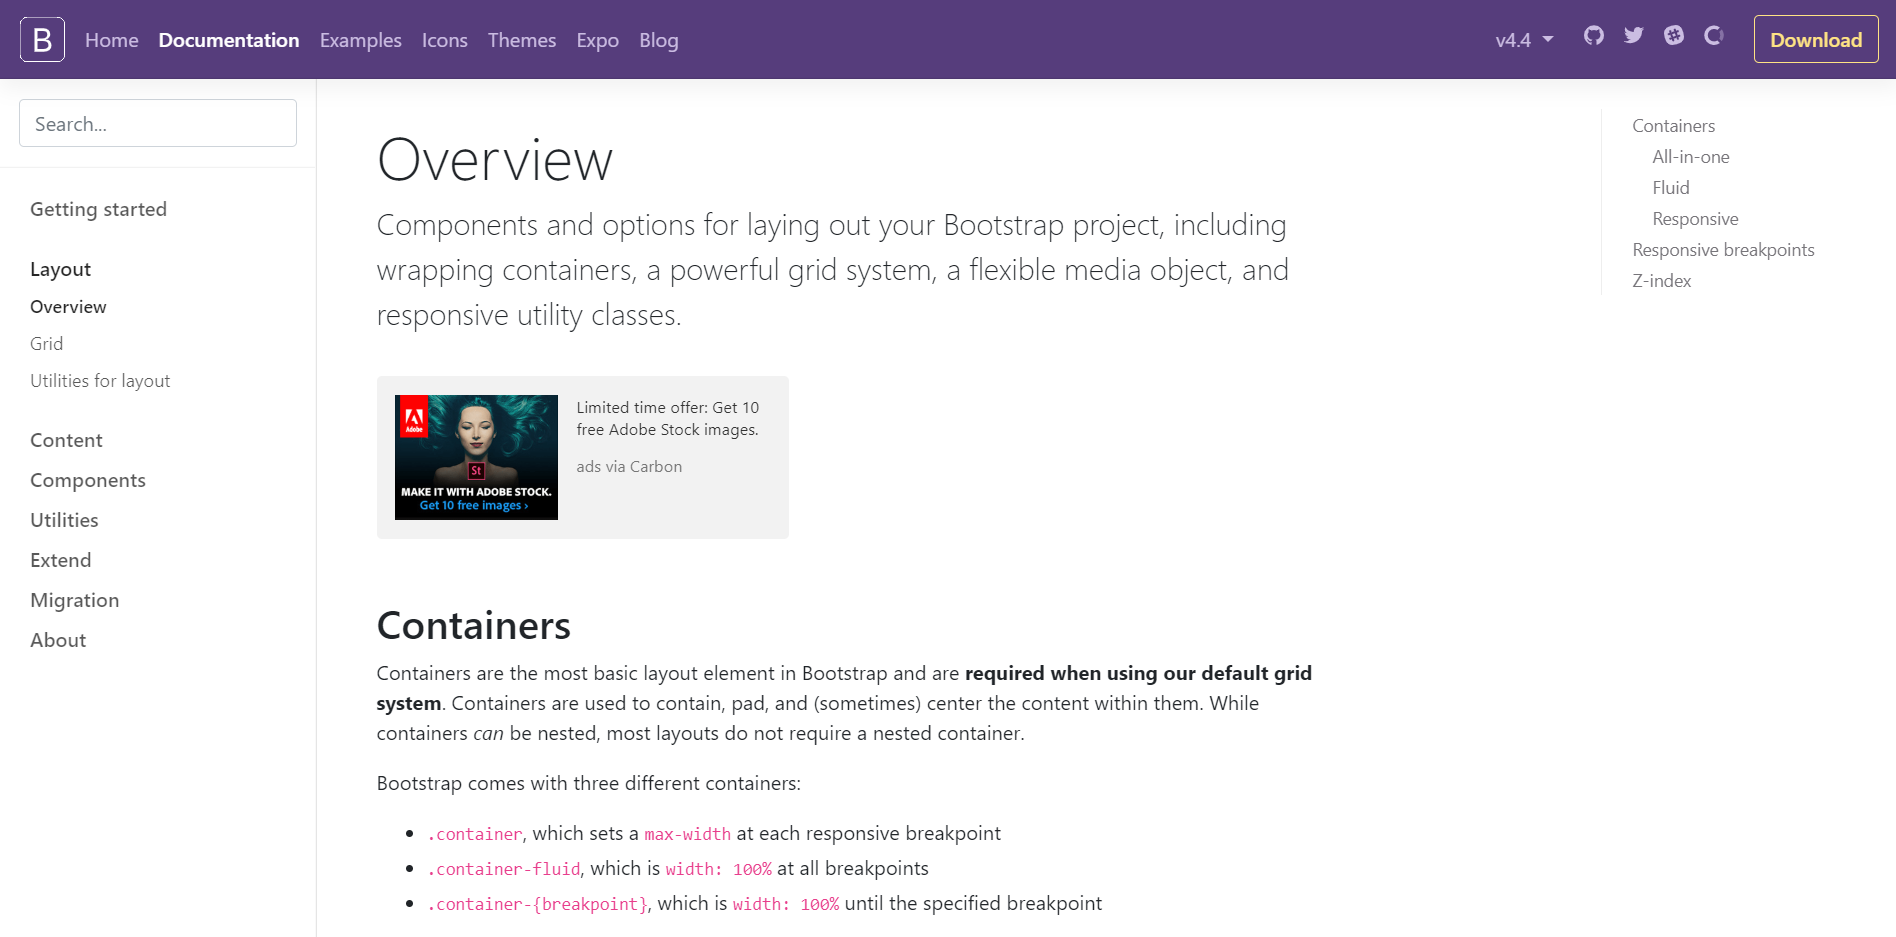 B Home Documentation Examples Icons Themes Expo Blog v4.4 Download
Search...
Getting started
Layout
Overview
Grid
Utilities for layout
Content
Components
Utilities
Extend
Migration
About
Overview
Components and options for laying out your Bootstrap project, including
wrapping containers, a powerful grid system, a flexible media object, and
responsive utility classes.
Adobe
St
MAKE IT WITH ADOBE STOCK.
Get 10 free images ›
Limited time offer: Get 10
free Adobe Stock images.
ads via Carbon
Containers
Containers are the most basic layout element in Bootstrap and are required when using our default grid
system. Containers are used to contain, pad, and (sometimes) center the content within them. While
containers can be nested, most layouts do not require a nested container.
Bootstrap comes with three different containers:
• .container, which sets a max-width at each responsive breakpoint
• .container-fluid, which is width: 100% at all breakpoints
• .container-{breakpoint}, which is width: 100% until the specified breakpoint
Containers
All-in-one
Fluid
Responsive
Responsive breakpoints
Z-index